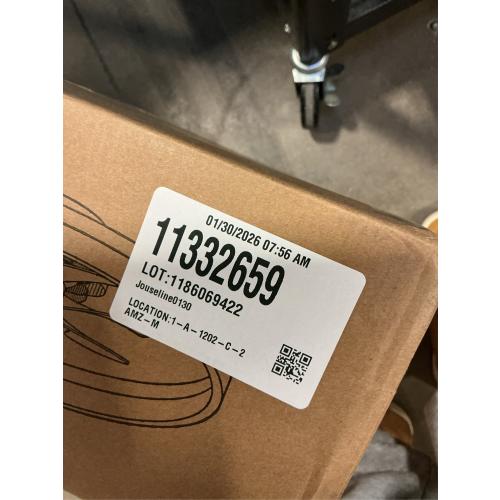 01/30/2026 07:56 AM
11332659
LOT:1186069422
Jouseline0130
LOCATION:1-A-1202-C-2
AMZ-M